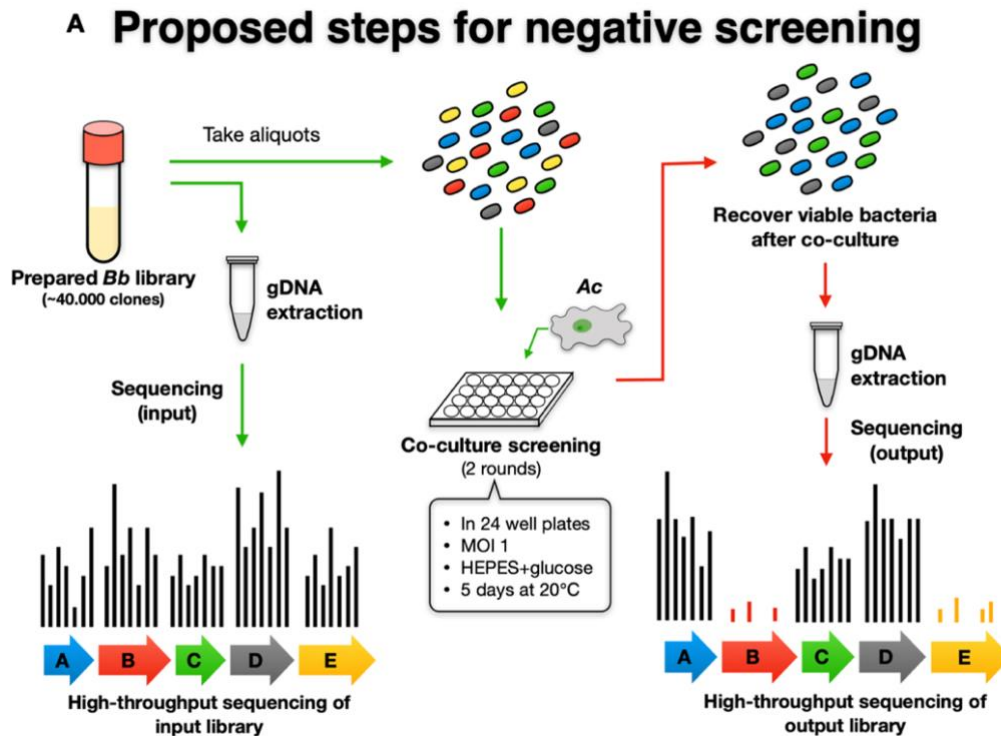 A Proposed steps for negative screening
Take aliquots
Prepared Bb library
(~40.000 clones)
gDNA
extraction
Sequencing
(input)
Ac
Co-culture screening
(2 rounds)
• In 24 well plates
• MOI 1
• HEPES+glucose
• 5 days at 20°C
Recover viable bacteria
after co-culture
gDNA
extraction
Sequencing
(output)
A B C D E
High-throughput sequencing of
input library
A B C D E
High-throughput sequencing of
output library